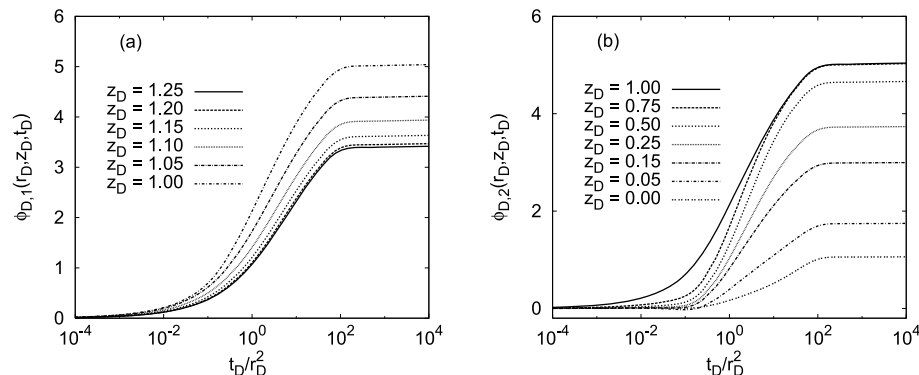 (a)
ϕ_D,1(r_D,z_D,t_D)
6
5
4
3
2
1
0
z_D = 1.25
z_D = 1.20
z_D = 1.15
z_D = 1.10
z_D = 1.05
z_D = 1.00
10^-4 10^-2 10^0 10^2 10^4
t_D/r_D^2
(b)
ϕ_D,2(r_D,z_D,t_D)
6
4
2
0
z_D = 1.00
z_D = 0.75
z_D = 0.50
z_D = 0.25
z_D = 0.15
z_D = 0.05
z_D = 0.00
10^-4 10^-2 10^0 10^2 10^4
t_D/r_D^2